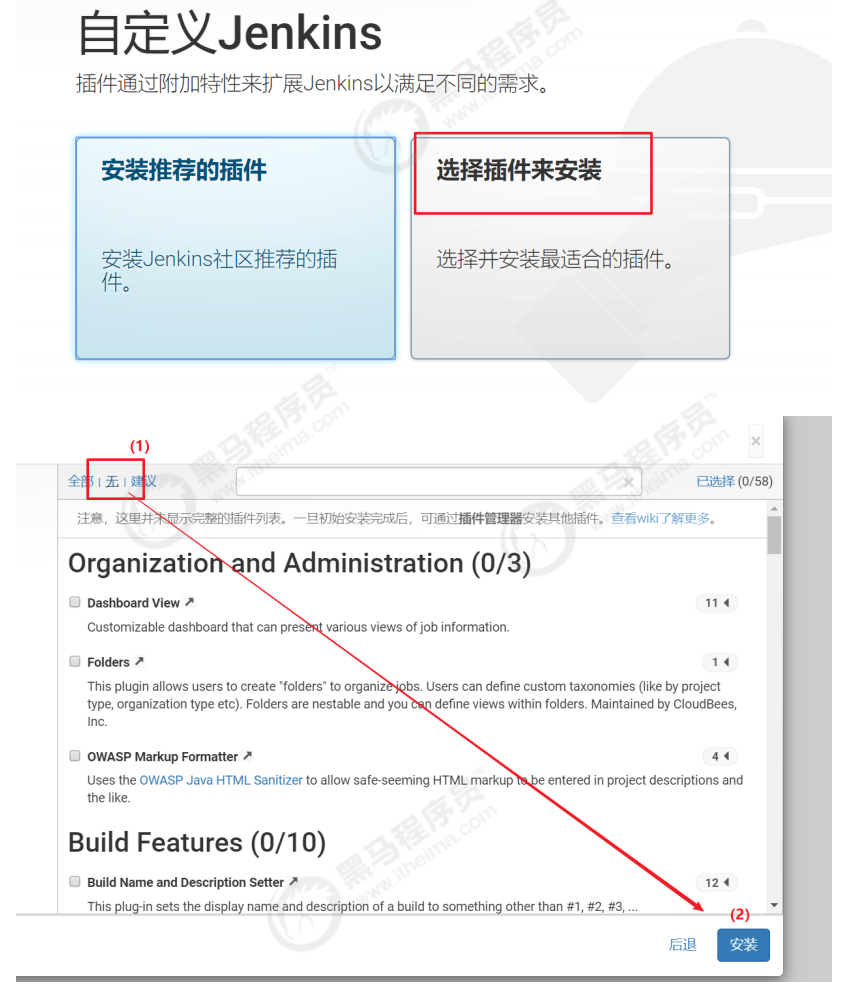 自定义Jenkins
插件通过附加特性来扩展Jenkins以满足不同的需求。
安装推荐的插件
选择插件来安装
安装Jenkins社区推荐的插
件。
选择并安装最适合的插件。
黑马程序员™
www.itheima.com
(1)
全部 | 无 | 建议
已选择 (0/58)
注意，这里并未显示完整的插件列表。一旦初始安装完成后，可通过插件管理器安装其他插件。查看wiki了解更多。
Organization and Administration (0/3)
Dashboard View
11
Customizable dashboard that can present various views of job information.
Folders
1
This plugin allows users to create "folders" to organize jobs. Users can define custom taxonomies (like by project
type, organization type etc). Folders are nestable and you can define views within folders. Maintained by CloudBees,
Inc.
OWASP Markup Formatter
4
Uses the OWASP Java HTML Sanitizer to allow safe-seeming HTML markup to be entered in project descriptions and
the like.
Build Features (0/10)
Build Name and Description Setter
12
This plug-in sets the display name and description of a build to something other than #1, #2, #3, ...
(2)
后退
安装